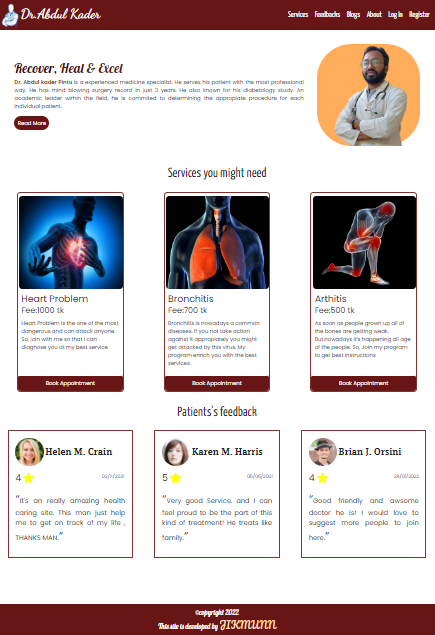 Dr.Abdul Kader
Services Feedbacks Blogs About Log In Register
Recover, Heal & Excel
Dr. Abdul kader Pintu is a experienced medicine specialist. He serves his patient with the most professional
way. He has mind blowing surgery record in just 3 years. He also known for his diabetology study. An
academic leader wirhin the field, he is commited to determining the appropiate procedure for each
individual patient.
Read More
Services you might need
Heart Problem
Fee:1000 tk
Heart Problem is the one of the most
dangerous and can attack anyone.
So, join with me so that I can
diagnose you at my best service
Book Appointment
Bronchitis
Fee:700 tk
Bronchitis is nowadays a common
diseases. If you not take action
against it appropiately you might
get attacked by this virus. My
program enrich you with the best
services.
Book Appointment
Arthitis
Fee:500 tk
As soon as people grown up all of
the bones are getting weak.
But,nowadays it's happening all age
of the people. So, Join my program
to get best instructions
Book Appointment
Patients's feedback
Helen M. Crain
4
02/11/2021
"It's an really amazing health
caring site. This man just help
me to get on track of my life ,
THANKS MAN."
Karen M. Harris
5
05/05/2021
"Very good Service. and I can
feel proud to be the part of this
kind of treatment! He treats like
family."
Brian J. Orsini
4
28/01/2022
"Good friendly and awsome
doctor he is! I would love to
suggest more people to join
here."
©copyright 2022
This site is developed by JIKMUNN